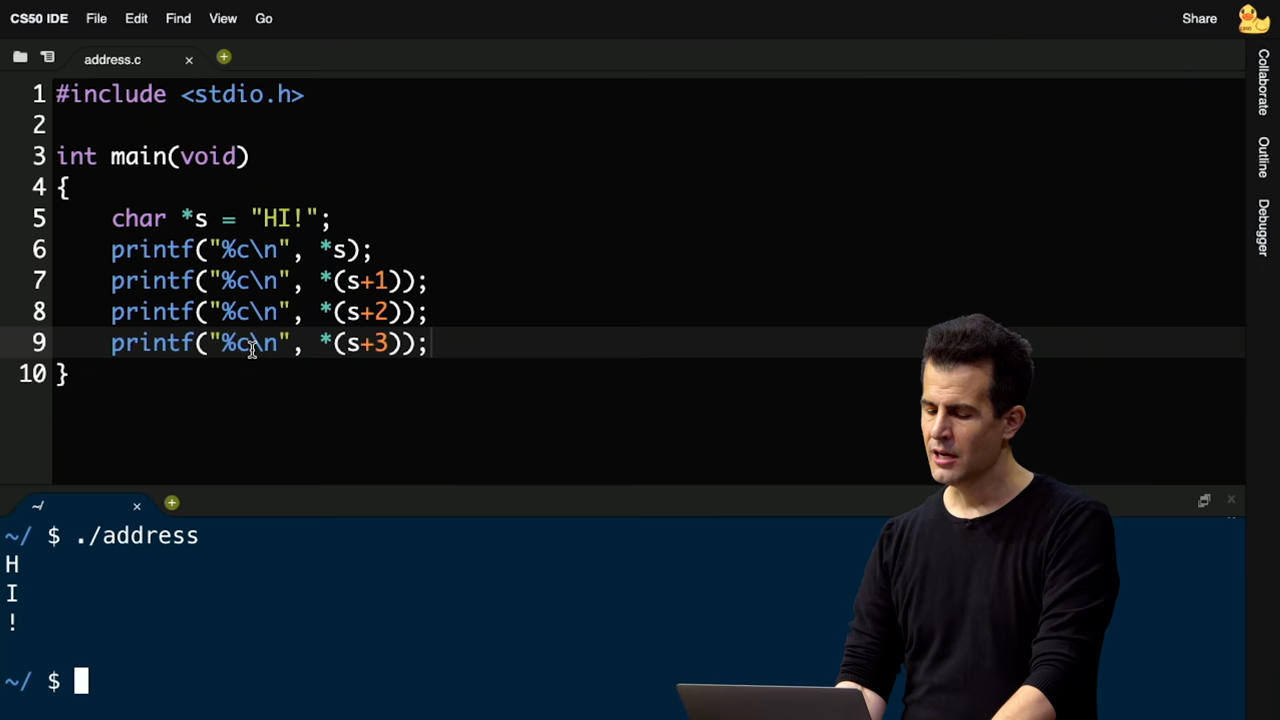 CS50 IDE File Edit Find View Go Share
address.c
Collaborate
Outline
Debugger
1 #include <stdio.h>
2
3 int main(void)
4 {
5 char *s = "HI!";
6 printf("%c\n", *s);
7 printf("%c\n", *(s+1));
8 printf("%c\n", *(s+2));
9 printf("%c\n", *(s+3));
10 }
~/ $ ./address
H
I
!
~/ $